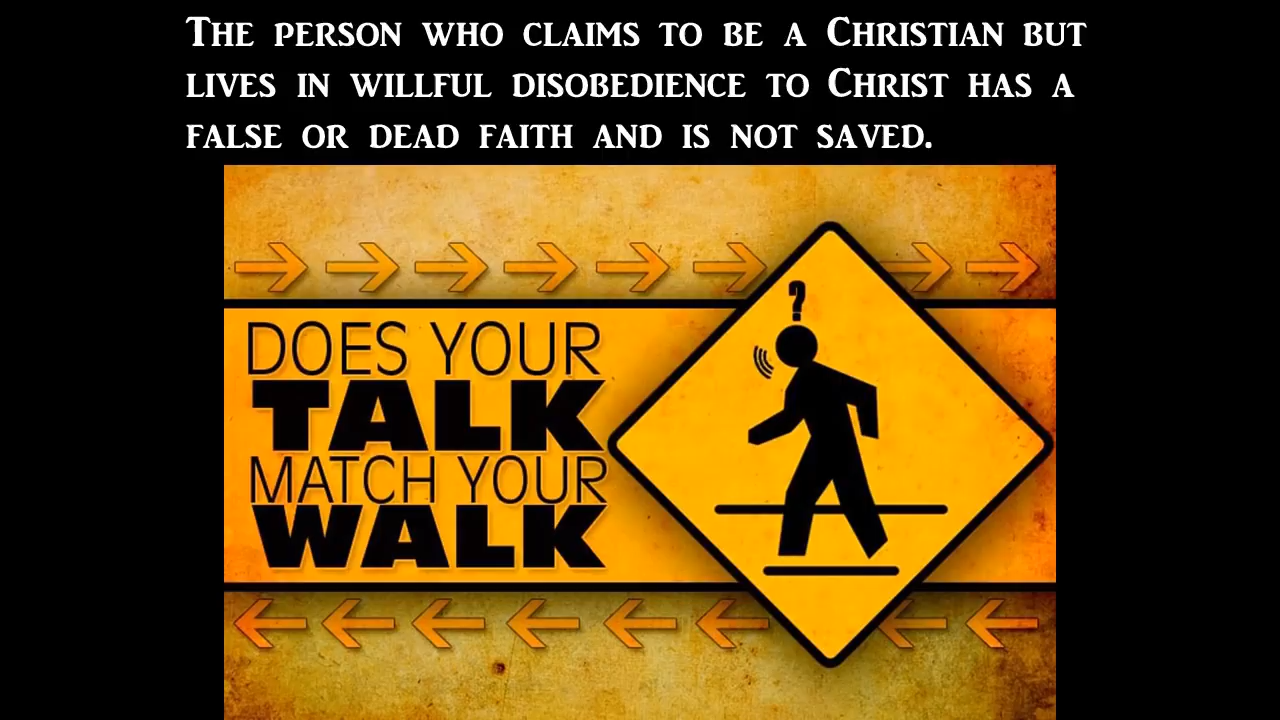 The person who claims to be a Christian but
lives in willful disobedience to Christ has a
false or dead faith and is not saved.
?
DOES YOUR
TALK
MATCH YOUR
WALK